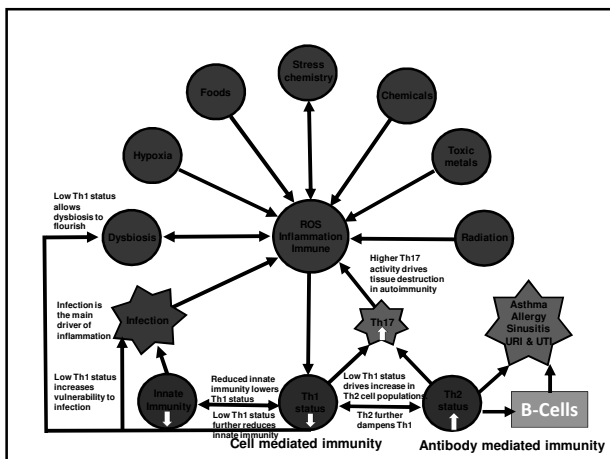 Stress
chemistry
Foods
Chemicals
Hypoxia
Toxic
metals
Low Th1 status
allows
dysbiosis to
flourish
Dysbiosis
ROS
Inflammation
Immune
Radiation
Higher Th17
activity drives
tissue destruction
in autoimmunity
Infection is
the main
driver of
inflammation
Infection
Th17
Asthma
Allergy
Sinusitis
URI & UTI
Low Th1 status
increases
vulnerability to
infection
Innate
Immunity
Reduced innate
immunity lowers
Th1 status
Low Th1 status
further reduces
innate immunity
Th1
status
Low Th1 status
drives increase in
Th2 cell populations.
Th2 further
dampens Th1
Th2
status
B-Cells
Cell mediated immunity
Antibody mediated immunity